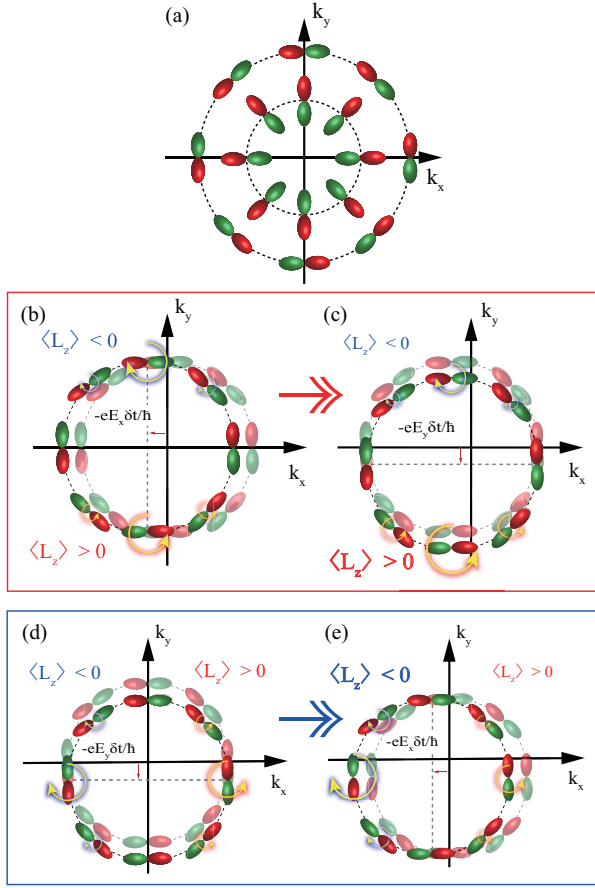 (a)
k_y
k_x
(b)
k_y
⟨L_z⟩ < 0
-eE_xδt/ħ
k_x
⟨L_z⟩ > 0
(c)
k_y
⟨L_z⟩ < 0
-eE_yδt/ħ
k_x
⟨L_z⟩ > 0
(d)
k_y
⟨L_z⟩ < 0
⟨L_z⟩ > 0
-eE_yδt/ħ
k_x
(e)
k_y
⟨L_z⟩ < 0
⟨L_z⟩ > 0
-eE_xδt/ħ
k_x